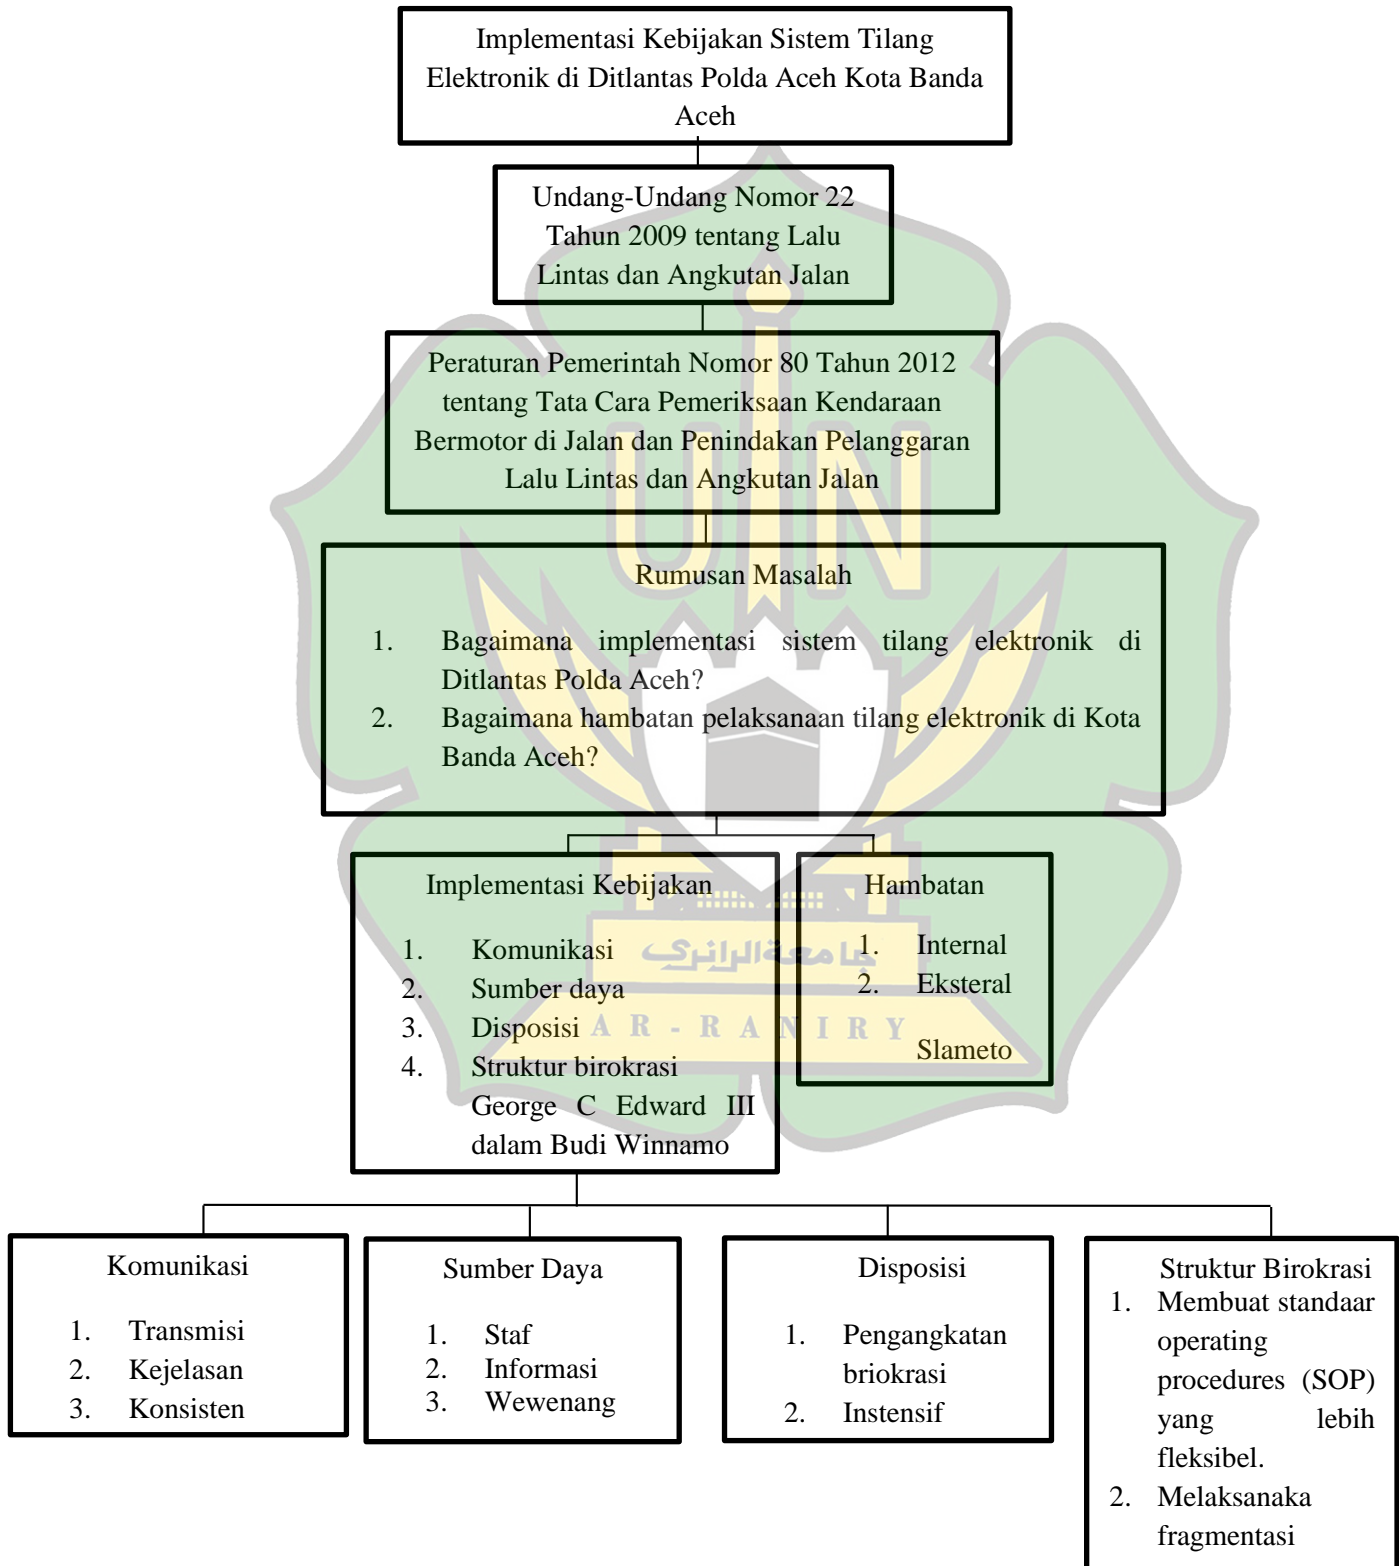 Implementasi Kebijakan Sistem Tilang
Elektronik di Ditlantas Polda Aceh Kota Banda
Aceh
Undang-Undang Nomor 22
Tahun 2009 tentang Lalu
Lintas dan Angkutan Jalan
Peraturan Pemerintah Nomor 80 Tahun 2012
tentang Tata Cara Pemeriksaan Kendaraan
Bermotor di Jalan dan Penindakan Pelanggaran
Lalu Lintas dan Angkutan Jalan
UIN
Rumusan Masalah
1. Bagaimana implementasi sistem tilang elektronik di
Ditlantas Polda Aceh?
2. Bagaimana hambatan pelaksanaan tilang elektronik di Kota
Banda Aceh?
Implementasi Kebijakan
1. Komunikasi
2. Sumber daya
3. Disposisi
4. Struktur birokrasi
George C Edward III
dalam Budi Winnamo
Hambatan
1. Internal
2. Eksteral
Slameto
جامعة الرانري
AR-RANIRY
Komunikasi
1. Transmisi
2. Kejelasan
3. Konsisten
Sumber Daya
1. Staf
2. Informasi
3. Wewenang
Disposisi
1. Pengangkatan
briokrasi
2. Instensif
Struktur Birokrasi
1. Membuat standaar
operating
procedures (SOP)
yang lebih
fleksibel.
2. Melaksanaka
fragmentasi